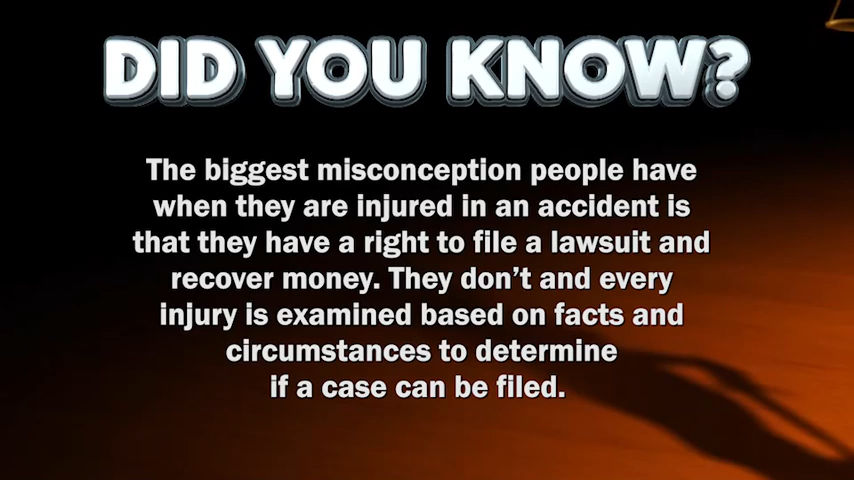 DID YOU KNOW?
The biggest misconception people have
when they are injured in an accident is
that they have a right to file a lawsuit and
recover money. They don’t and every
injury is examined based on facts and
circumstances to determine
if a case can be filed.